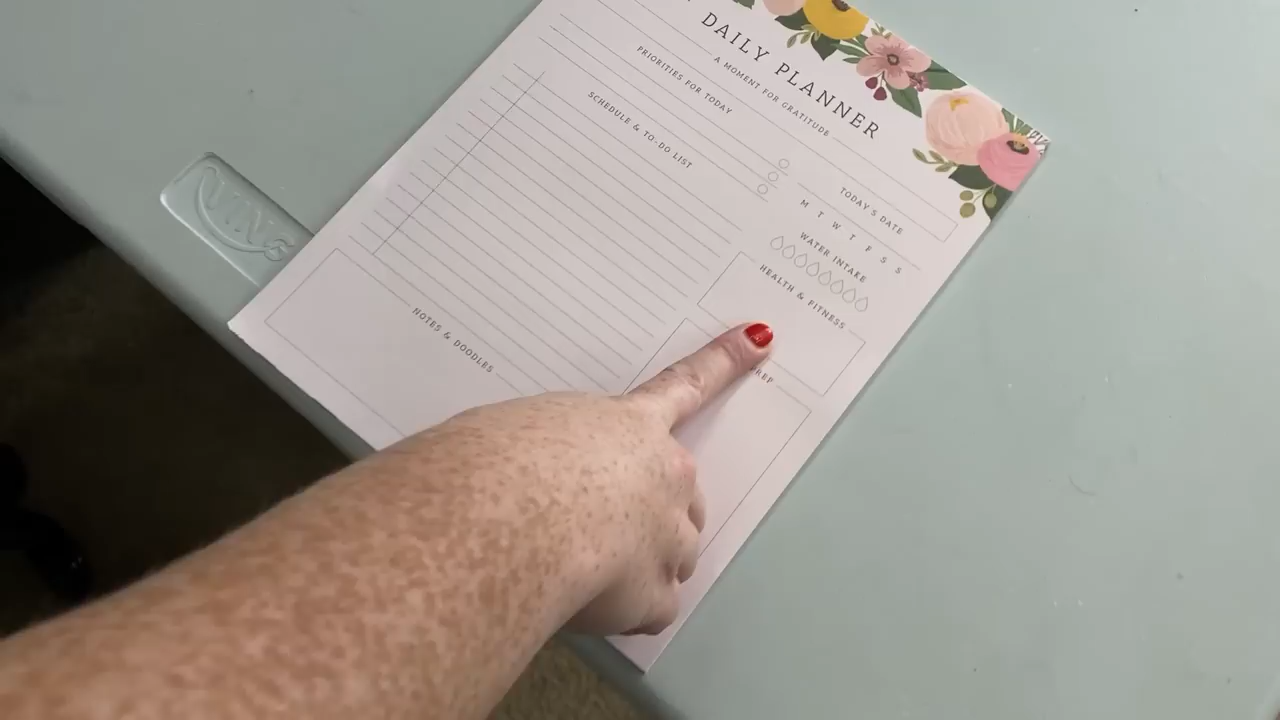 DAILY PLANNER
A MOMENT FOR GRATITUDE
PRIORITIES FOR TODAY
TODAY'S DATE
M T W T F S S
SCHEDULE & TO-DO LIST
WATER INTAKE
HEALTH & FITNESS
NOTES & DOODLES